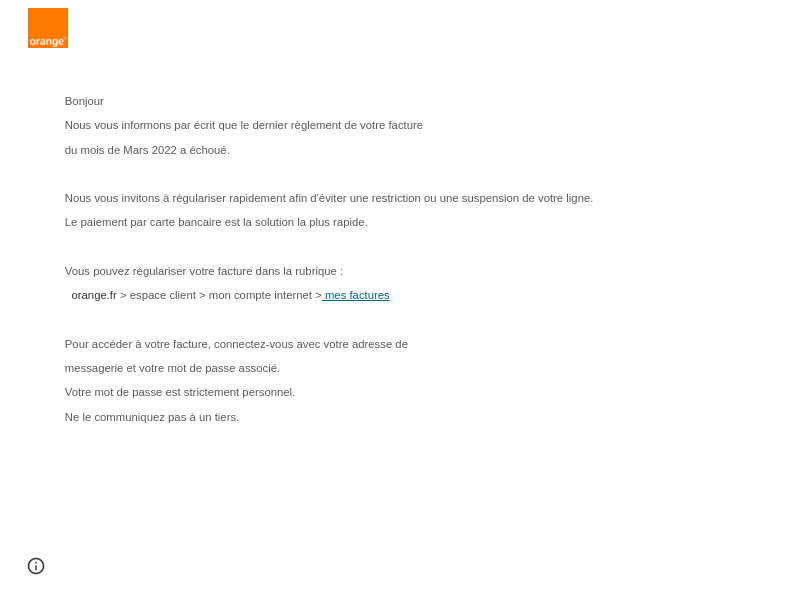 orange™
Bonjour
Nous vous informons par écrit que le dernier règlement de votre facture
du mois de Mars 2022 a échoué.
Nous vous invitons à régulariser rapidement afin d'éviter une restriction ou une suspension de votre ligne.
Le paiement par carte bancaire est la solution la plus rapide.
Vous pouvez régulariser votre facture dans la rubrique :
orange.fr > espace client > mon compte internet > mes factures
Pour accéder à votre facture, connectez-vous avec votre adresse de
messagerie et votre mot de passe associé.
Votre mot de passe est strictement personnel.
Ne le communiquez pas à un tiers.